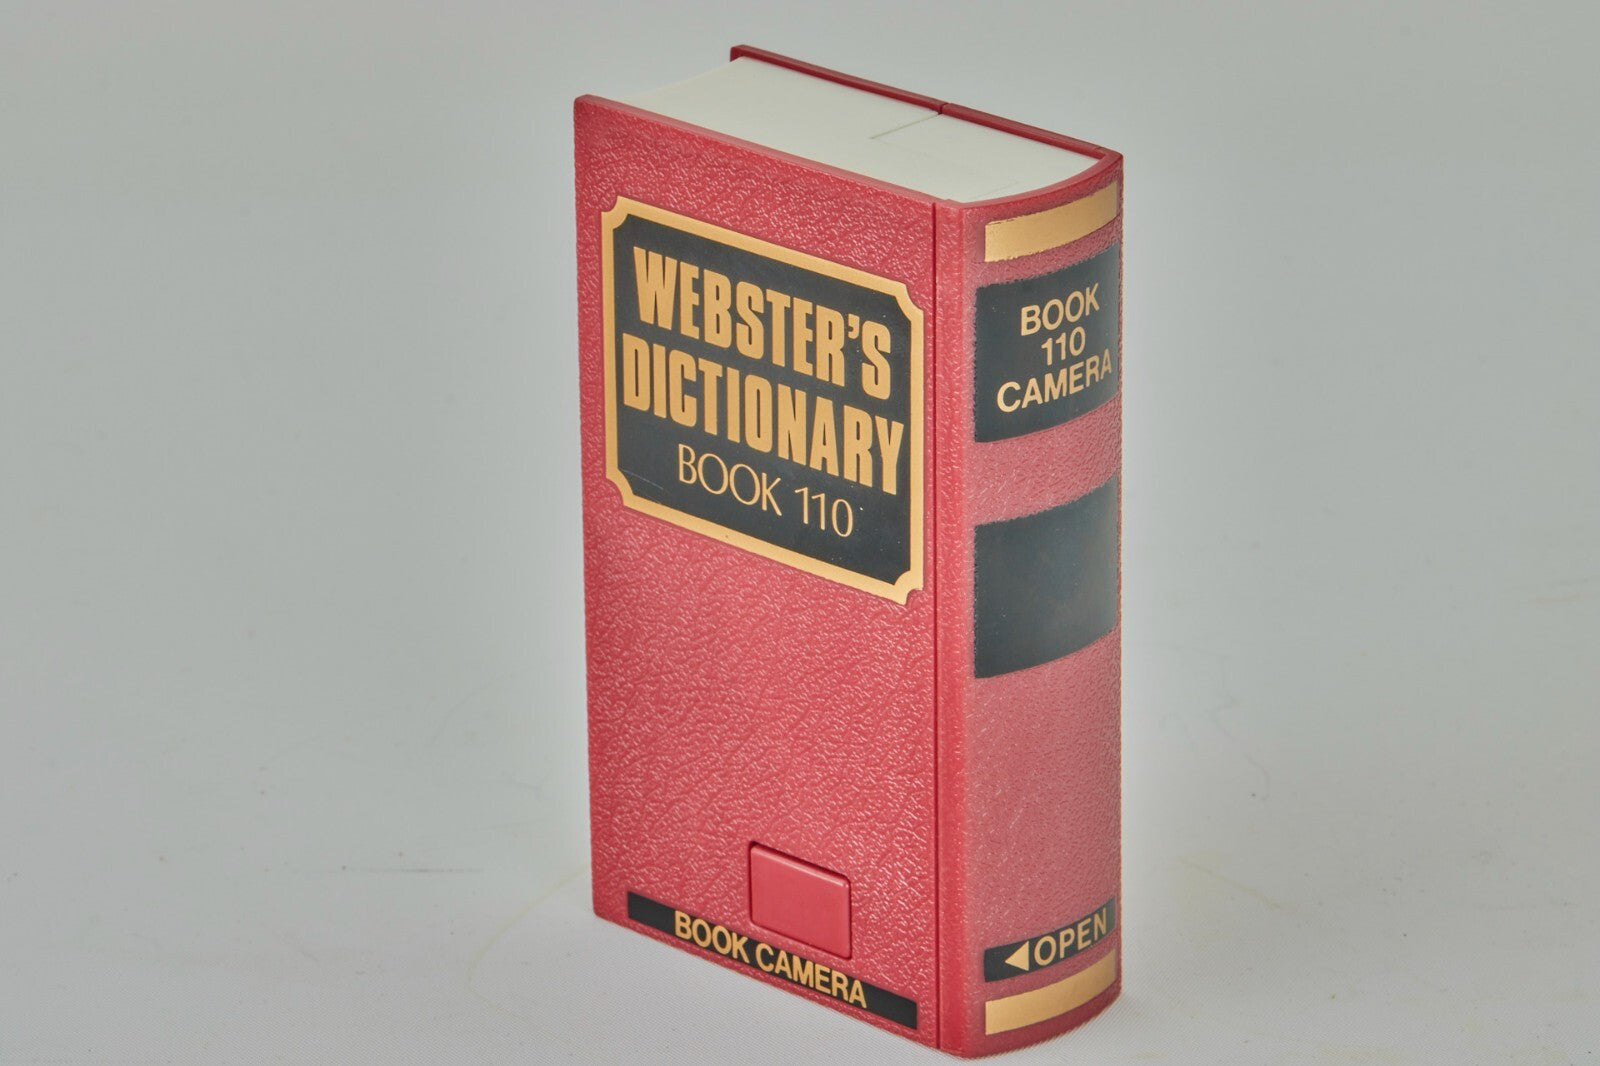 WEBSTER'S
DICTIONARY
BOOK 110
BOOK CAMERA
BOOK
110
CAMERA
◀OPEN